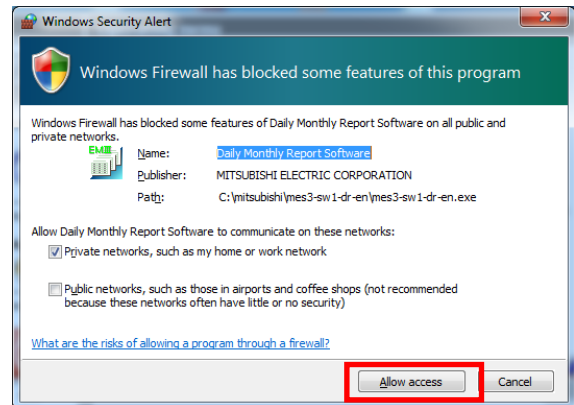 Windows Security Alert
Windows Firewall has blocked some features of this program
Windows Firewall has blocked some features of Daily Monthly Report Software on all public and
private networks.
EMIII
Name: Daily Monthly Report Software
Publisher: MITSUBISHI ELECTRIC CORPORATION
Path: C:\mitsubishi\mes3-sw1-dr-en\mes3-sw1-dr-en.exe
Allow Daily Monthly Report Software to communicate on these networks:
Private networks, such as my home or work network
Public networks, such as those in airports and coffee shops (not recommended
because these networks often have little or no security)
What are the risks of allowing a program through a firewall?
Allow access Cancel